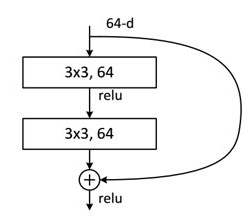 64-d
3x3, 64
relu
3x3, 64
+
relu